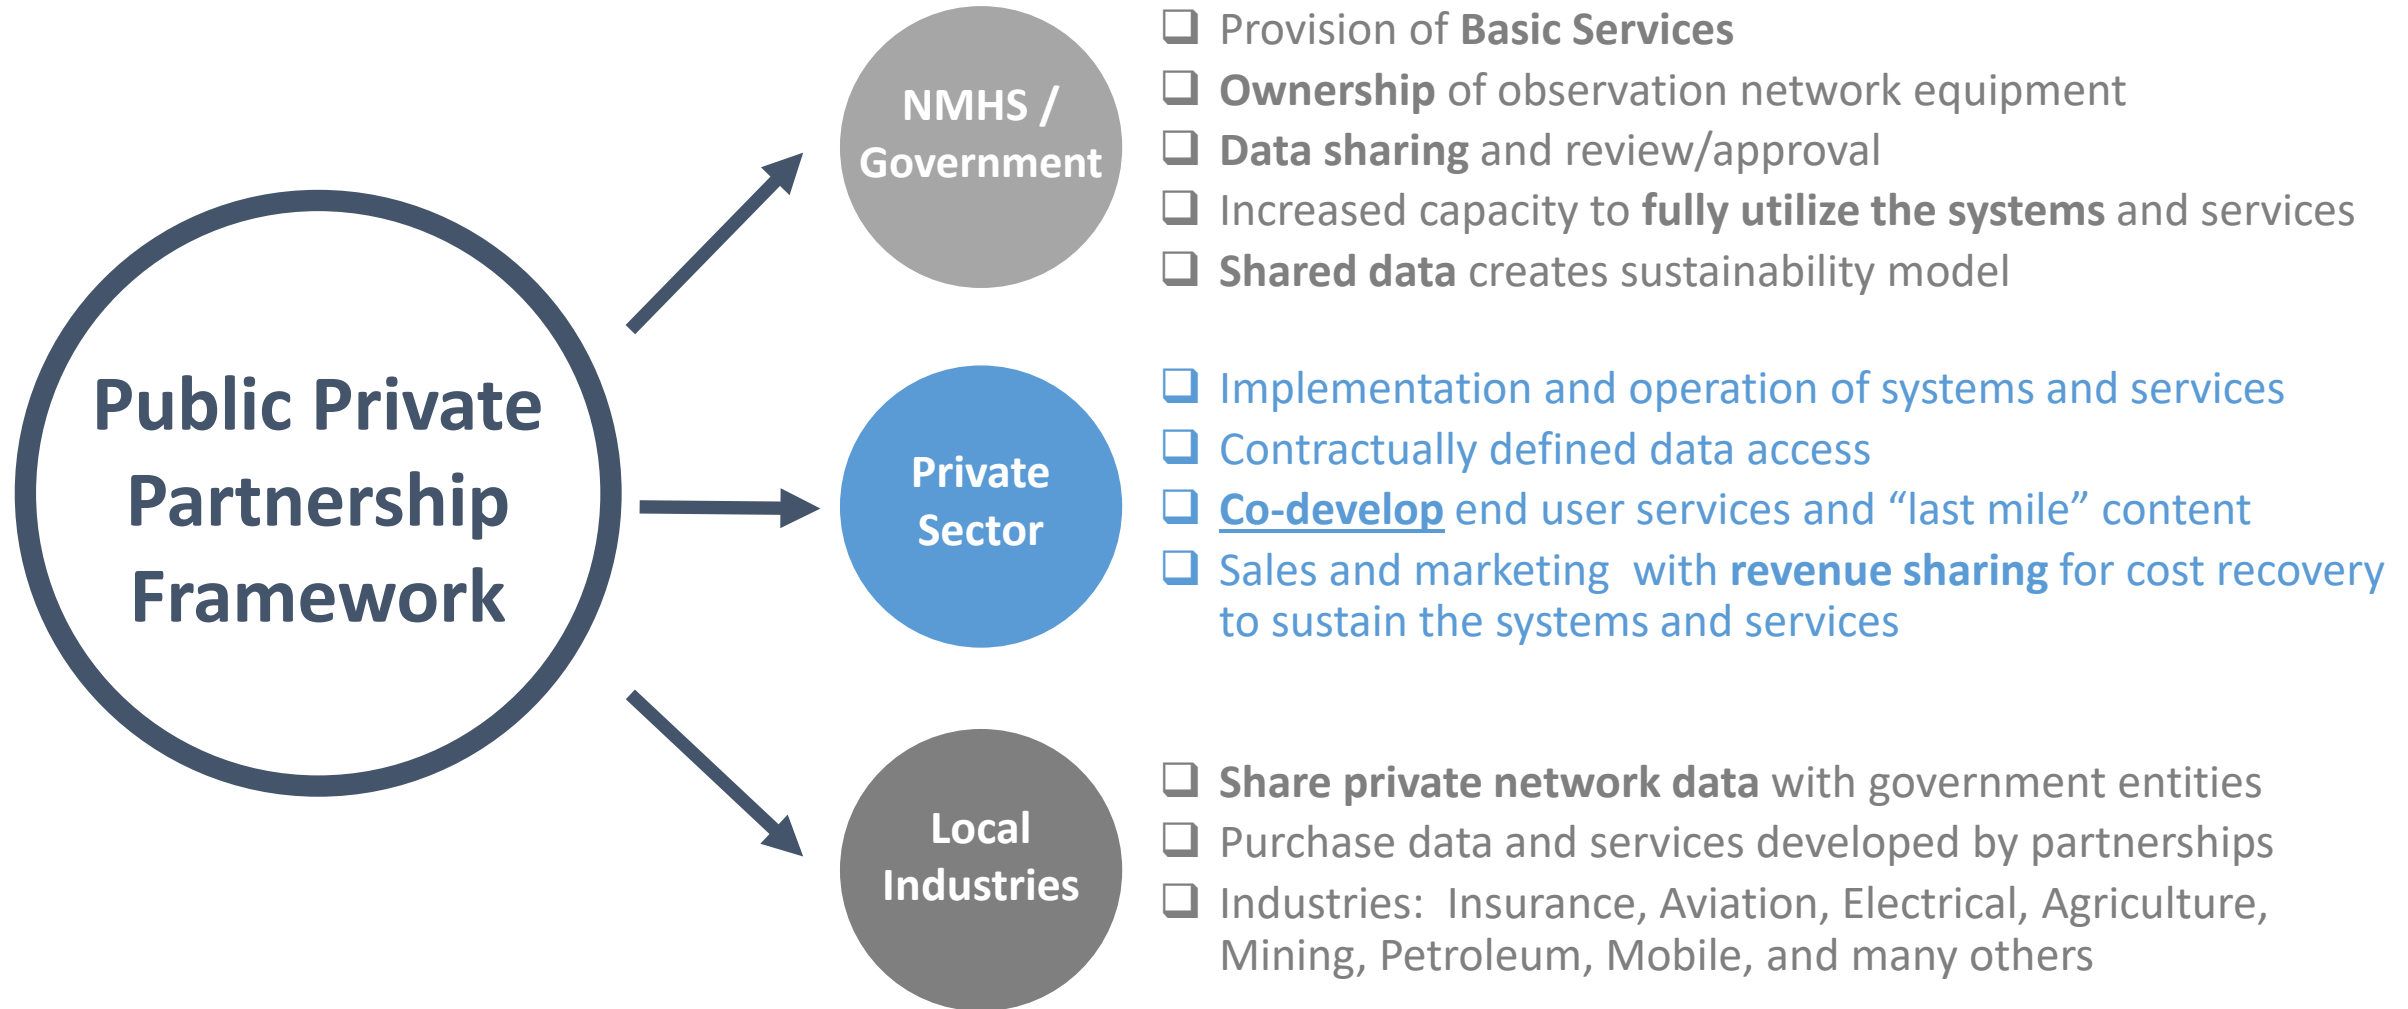 Public Private
Partnership
Framework
NMHS /
Government
❑ Provision of Basic Services
❑ Ownership of observation network equipment
❑ Data sharing and review/approval
❑ Increased capacity to fully utilize the systems and services
❑ Shared data creates sustainability model
Private
Sector
❑ Implementation and operation of systems and services
❑ Contractually defined data access
❑ Co-develop end user services and “last mile” content
❑ Sales and marketing  with revenue sharing for cost recovery
to sustain the systems and services
Local
Industries
❑ Share private network data with government entities
❑ Purchase data and services developed by partnerships
❑ Industries:  Insurance, Aviation, Electrical, Agriculture,
Mining, Petroleum, Mobile, and many others